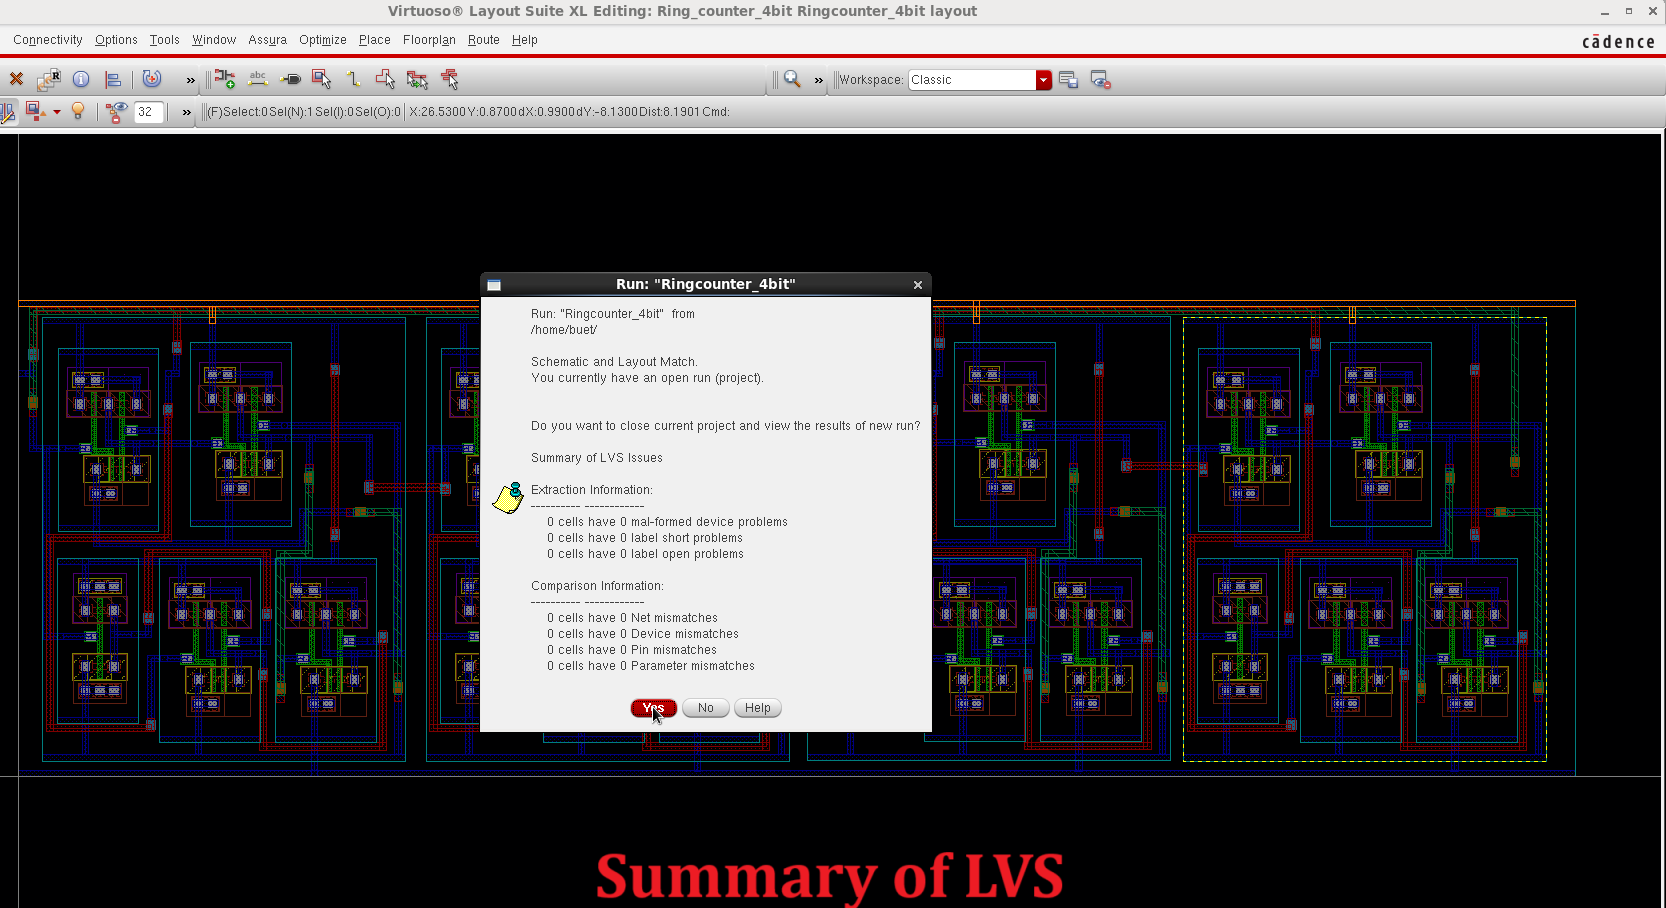 Virtuoso® Layout Suite XL Editing: Ring_counter_4bit Ringcounter_4bit layout
Connectivity Options Tools Window Assura Optimize Place Floorplan Route Help
cādence
abc
Workspace: Classic
32
(F)Select:0 Sel(N):1 Sel(I):0 Sel(O):0 X:26.5300 Y:0.8700 dX:0.9900 dY:-8.1300 Dist:8.1901 Cmd:
Run: "Ringcounter_4bit"
Run: "Ringcounter_4bit" from
/home/buet/
Schematic and Layout Match.
You currently have an open run (project).
Do you want to close current project and view the results of new run?
Summary of LVS Issues
Extraction Information:
---------- ------------
0 cells have 0 mal-formed device problems
0 cells have 0 label short problems
0 cells have 0 label open problems
Comparison Information:
---------- ------------
0 cells have 0 Net mismatches
0 cells have 0 Device mismatches
0 cells have 0 Pin mismatches
0 cells have 0 Parameter mismatches
Yes No Help
Summary of LVS